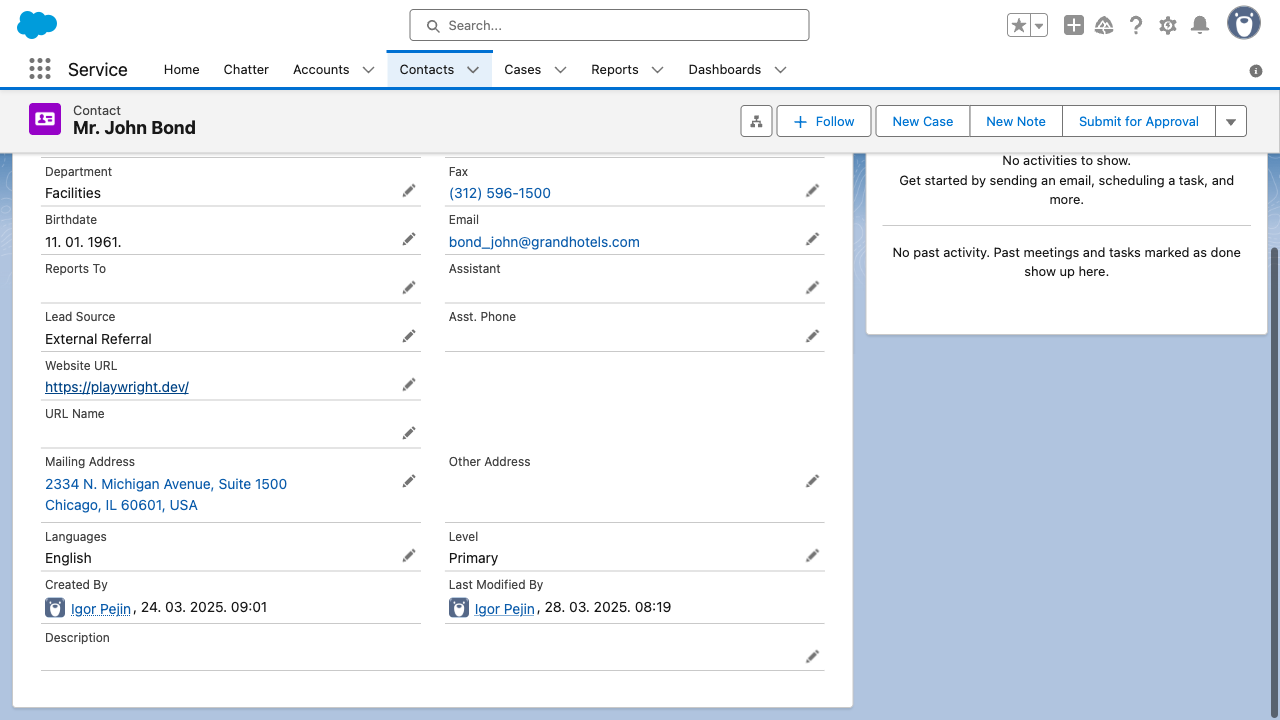 Search...
Service
Home
Chatter
Accounts
Contacts
Cases
Reports
Dashboards
Contact
Mr. John Bond
Follow
New Case
New Note
Submit for Approval
Department
Facilities
Fax
(312) 596-1500
Birthdate
11. 01. 1961.
Email
bond_john@grandhotels.com
Reports To
Assistant
Lead Source
External Referral
Asst. Phone
Website URL
https://playwright.dev/
URL Name
Mailing Address
2334 N. Michigan Avenue, Suite 1500
Chicago, IL 60601, USA
Other Address
Languages
English
Level
Primary
Created By
Igor Pejin, 24. 03. 2025. 09:01
Last Modified By
Igor Pejin, 28. 03. 2025. 08:19
Description
No activities to show.
Get started by sending an email, scheduling a task, and
more.
No past activity. Past meetings and tasks marked as done
show up here.